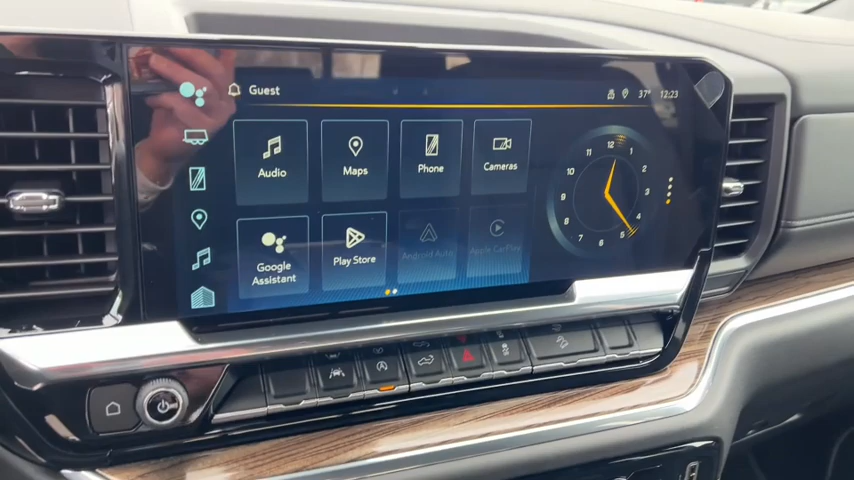 Guest
37° 12:23
Audio
Maps
Phone
Cameras
Google
Assistant
Play Store
Android Auto
Apple CarPlay
12
1
2
3
4
5
6
7
8
9
10
11